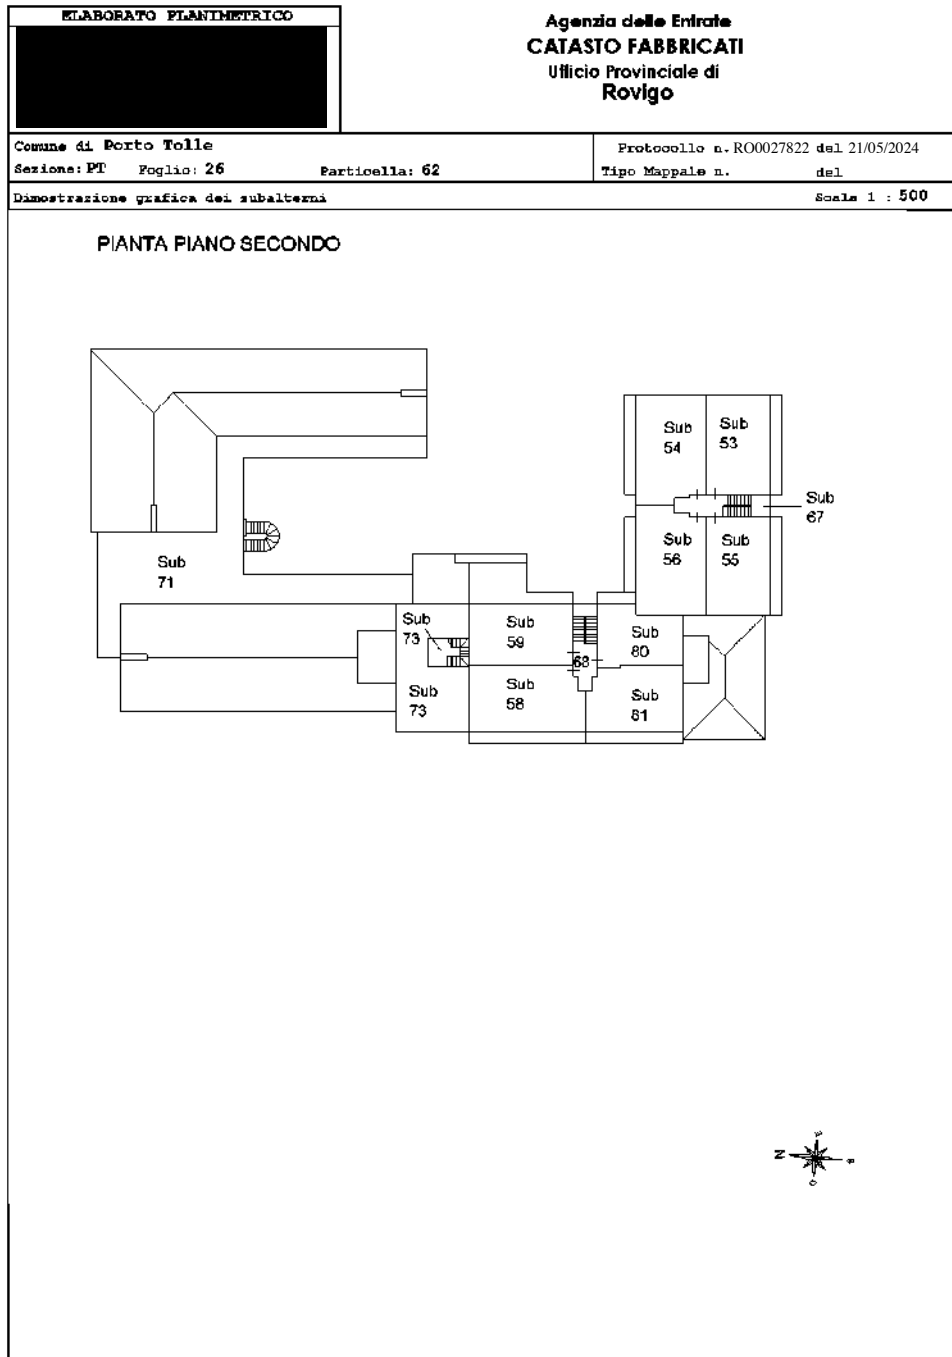 ELABORATO PLANIMETRICO
Agenzia delle Entrate
CATASTO FABBRICATI
Ufficio Provinciale di
Rovigo
Comune di Porto Tolle
Protocollo n. RO0027822 del 21/05/2024
Sezione: PT Foglio: 26 Particella: 62
Tipo Mappale n. del
Dimostrazione grafica dei subalterni
Scala 1 : 500
PIANTA PIANO SECONDO
Sub
54
Sub
53
Sub
67
Sub
56
Sub
55
Sub
71
Sub
73
Sub
59
68
Sub
80
Sub
73
Sub
58
Sub
81
N
O